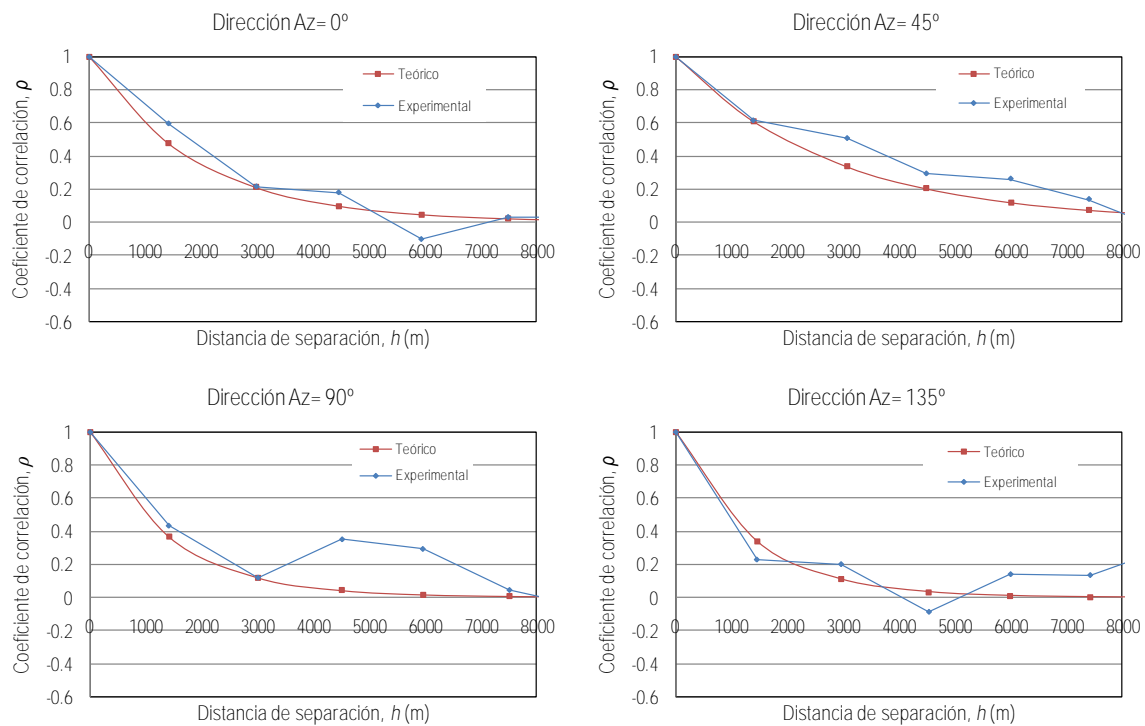 Dirección Az= 0º
Coeficiente de correlación, ρ
1
0.8
0.6
0.4
0.2
0
-0.2
-0.4
-0.6
0 1000 2000 3000 4000 5000 6000 7000 8000
Teórico
Experimental
Distancia de separación, h (m)
Dirección Az= 45º
Coeficiente de correlación, ρ
1
0.8
0.6
0.4
0.2
0
-0.2
-0.4
-0.6
0 1000 2000 3000 4000 5000 6000 7000 8000
Teórico
Experimental
Distancia de separación, h (m)
Dirección Az= 90º
Coeficiente de correlación, ρ
1
0.8
0.6
0.4
0.2
0
-0.2
-0.4
-0.6
0 1000 2000 3000 4000 5000 6000 7000 8000
Teórico
Experimental
Distancia de separación, h (m)
Dirección Az= 135º
Coeficiente de correlación, ρ
1
0.8
0.6
0.4
0.2
0
-0.2
-0.4
-0.6
0 1000 2000 3000 4000 5000 6000 7000 8000
Teórico
Experimental
Distancia de separación, h (m)